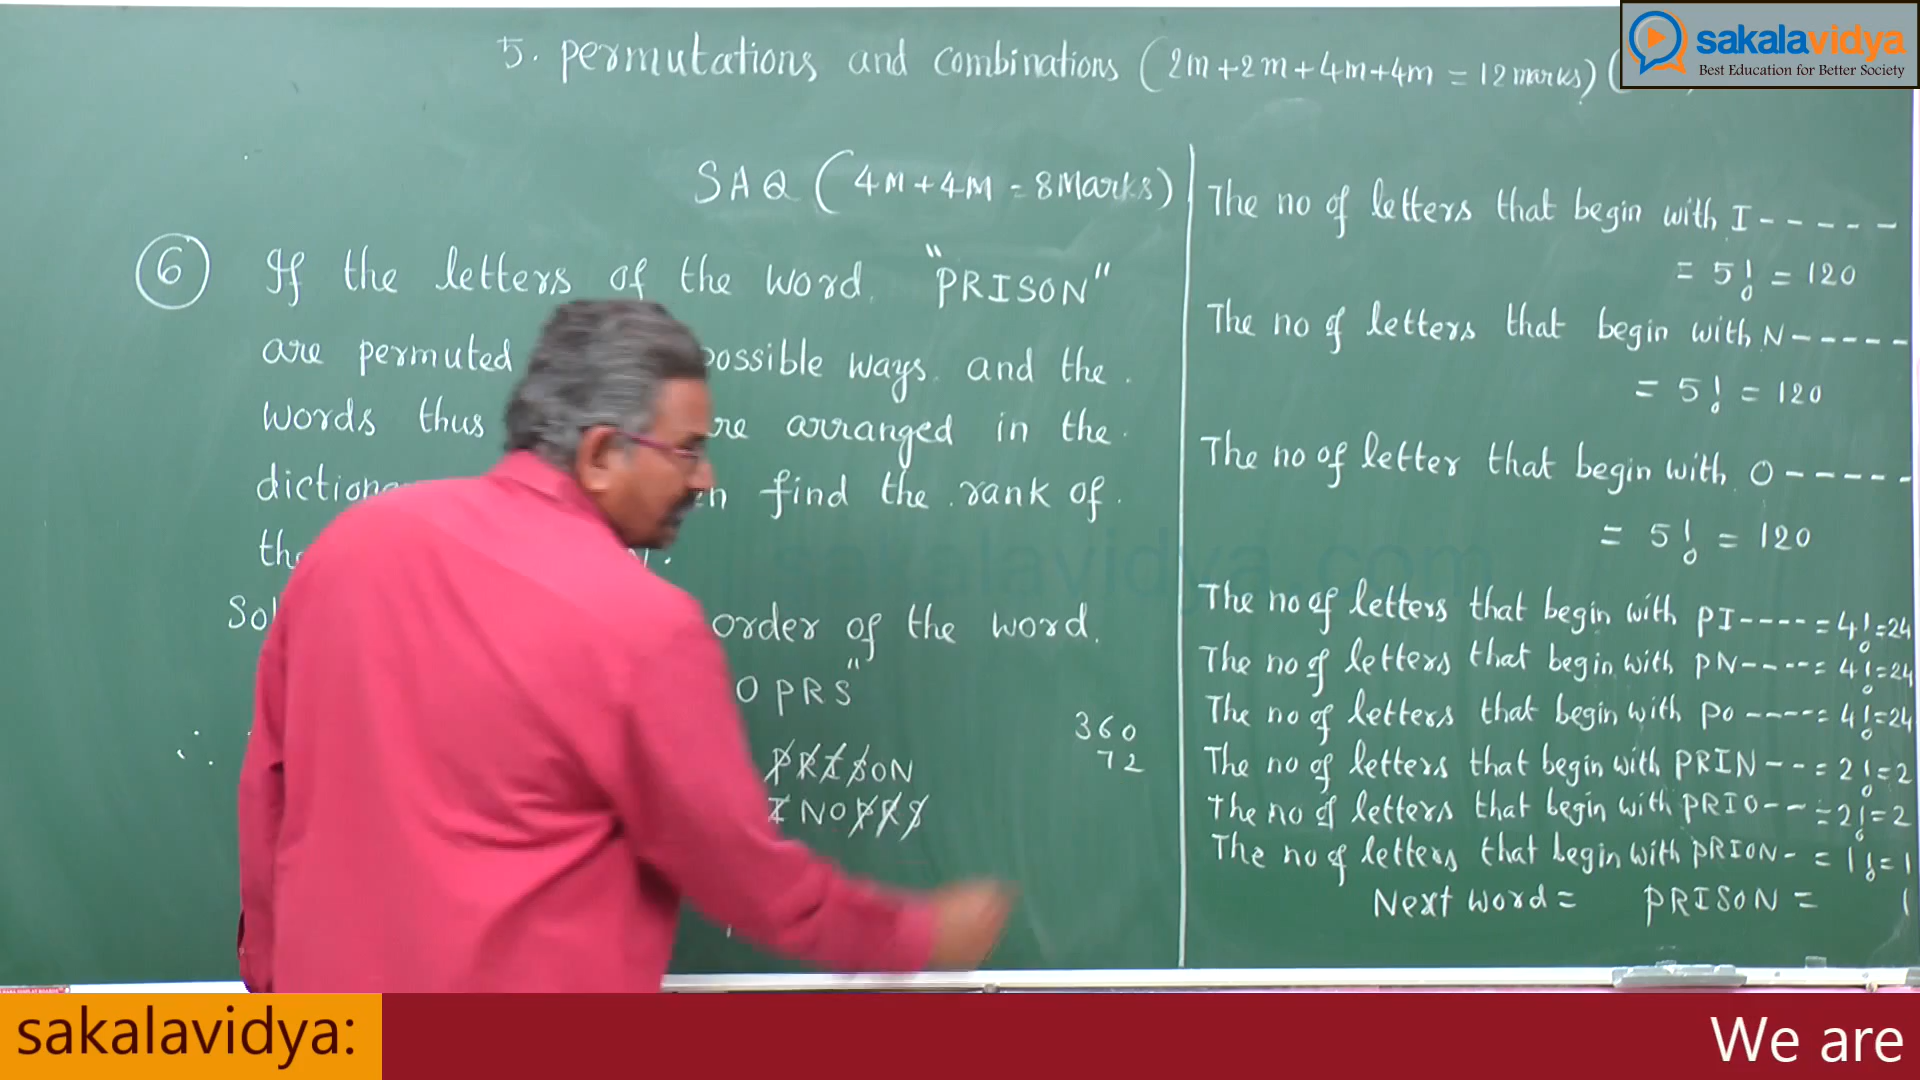 5. permutations and combinations (2m+2m+4m+4m = 12 marks) (
sakalavidya
Best Education for Better Society
SAQ (4M+4M = 8Marks)
6 If the letters of the word "PRISON"
are permuted possible ways and the
words thus are arranged in the
find the rank of
order of the word
O P R S"
PRISON
INOPRS
360
72
The no of letters that begin with I-----
= 5! = 120
The no of letters that begin with N-----
= 5! = 120
The no of letter that begin with O-----
= 5! = 120
The no of letters that begin with PI----=4!=24
The no of letters that begin with PN----=4!=24
The no of letters that begin with PO----=4!=24
The no of letters that begin with PRIN--=2!=2
The no of letters that begin with PRIO--=2!=2
The no of letters that begin with PRION-=1!=1
Next word = PRISON = 1
sakalavidya.com
sakalavidya:
We are